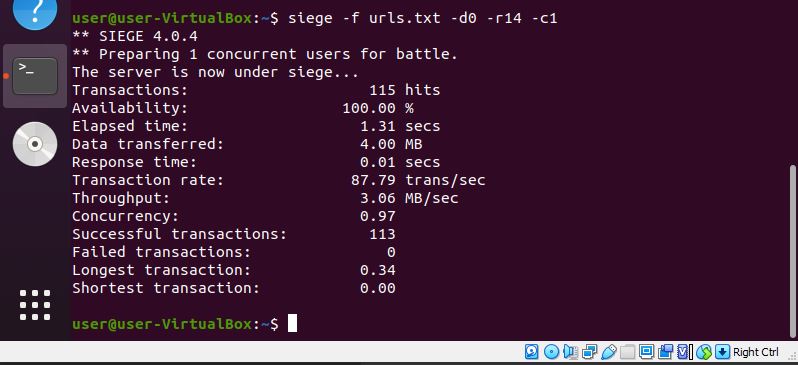 ?
user@user-VirtualBox:~$ siege -f urls.txt -d0 -r14 -c1
** SIEGE 4.0.4
** Preparing 1 concurrent users for battle.
The server is now under siege...
Transactions: 115 hits
Availability: 100.00 %
Elapsed time: 1.31 secs
Data transferred: 4.00 MB
Response time: 0.01 secs
Transaction rate: 87.79 trans/sec
Throughput: 3.06 MB/sec
Concurrency: 0.97
Successful transactions: 113
Failed transactions: 0
Longest transaction: 0.34
Shortest transaction: 0.00
user@user-VirtualBox:~$
>_
Right Ctrl